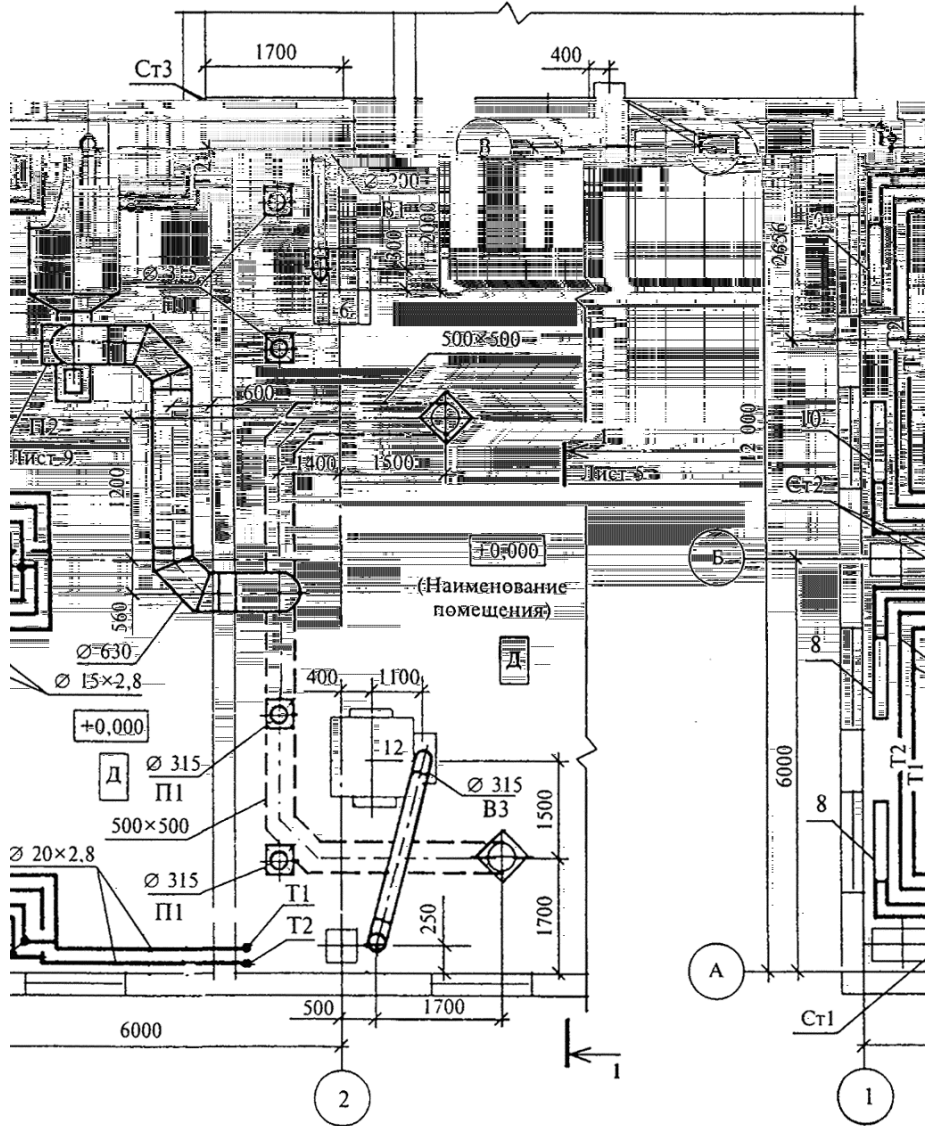 1700
400
Ст3
В
Ø 200
В1
2000
Ø 315
6
500×500
600
П2
Лист 9
1400
1500
Лист 5
1200
10
Ст2
+0,000
Б
(Наименование
помещения)
560
Ø 630
Д
8
Ø 15×2,8
400
1100
+0,000
Т2
Т1
Д
Ø 315
П1
12
Ø 315
В3
1500
6000
500×500
8
Ø 20×2,8
Ø 315
П1
Т1
Т2
250
1700
А
500
1700
Ст1
6000
1
2
1